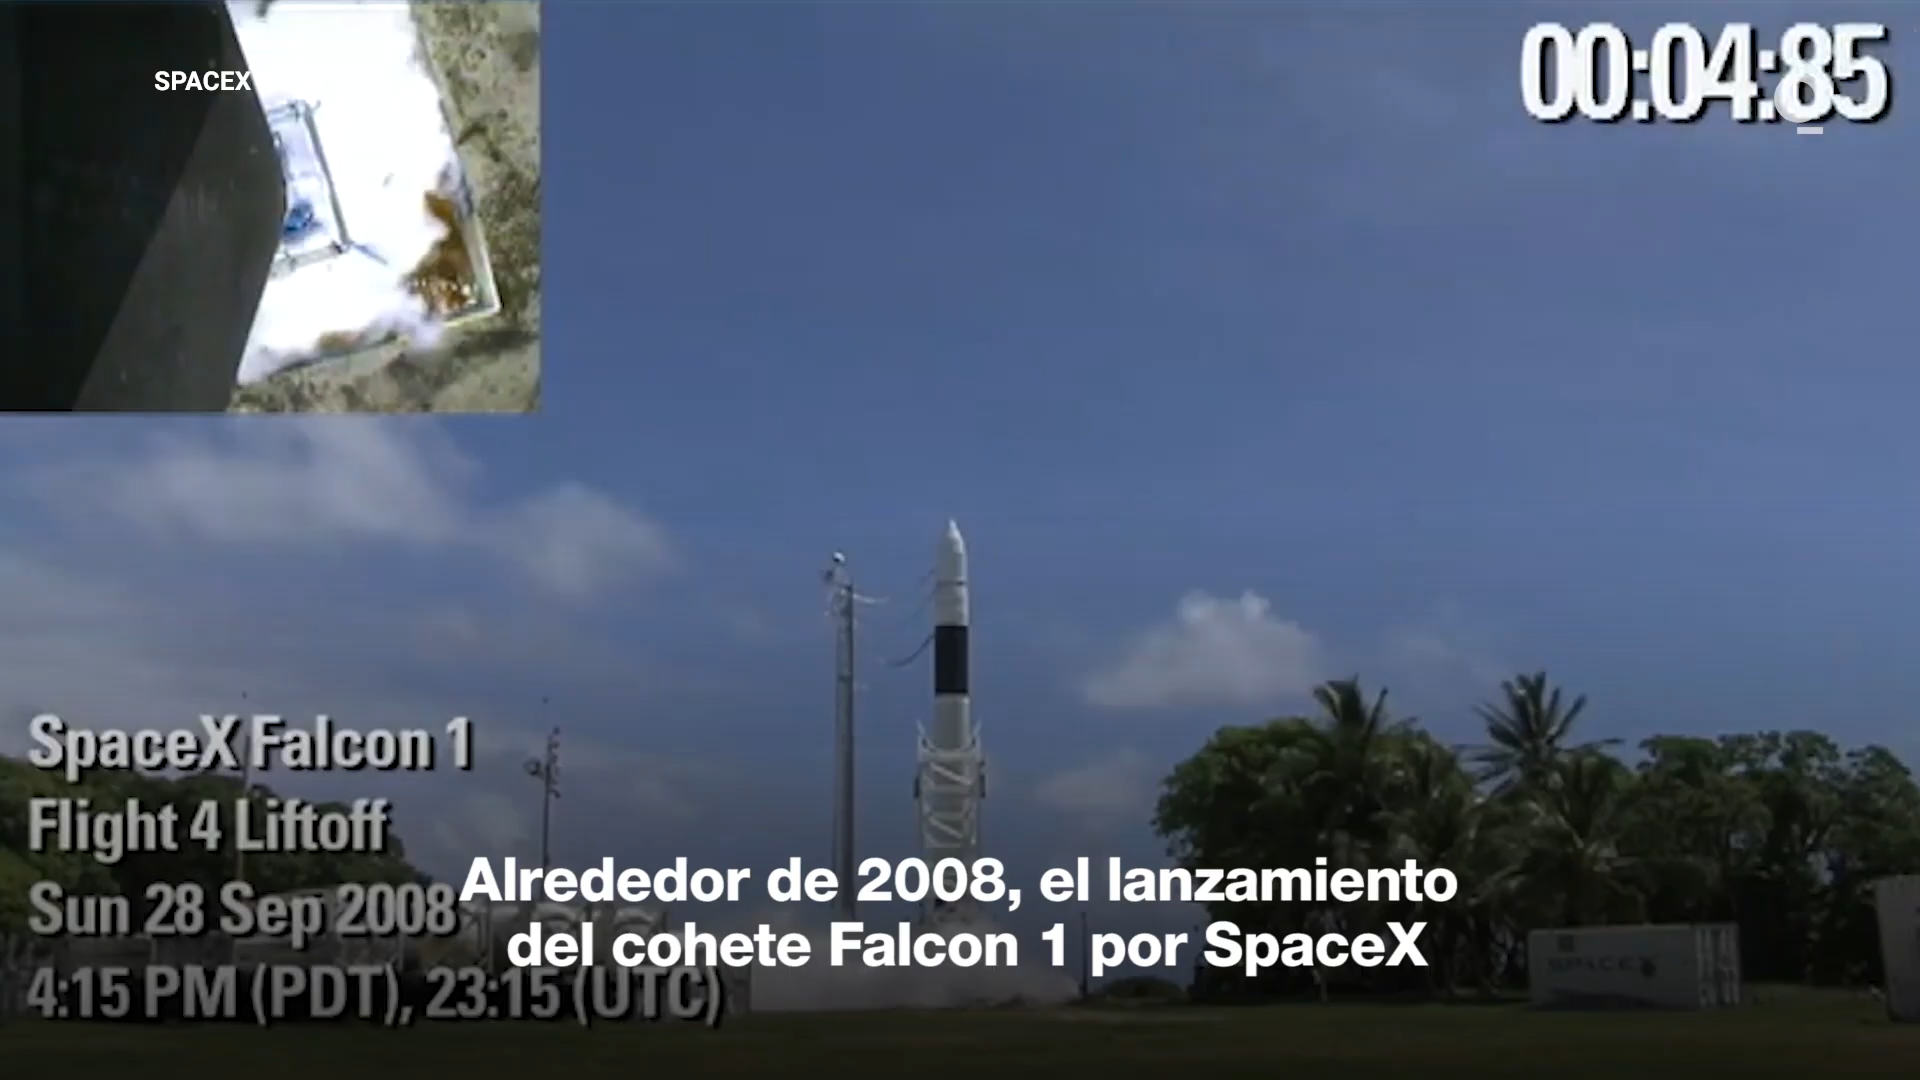 SPACEX
00:04:85
SpaceX Falcon 1
Flight 4 Liftoff
Sun 28 Sep 2008
4:15 PM (PDT), 23:15 (UTC)
Alrededor de 2008, el lanzamiento
del cohete Falcon 1 por SpaceX
SPACEX